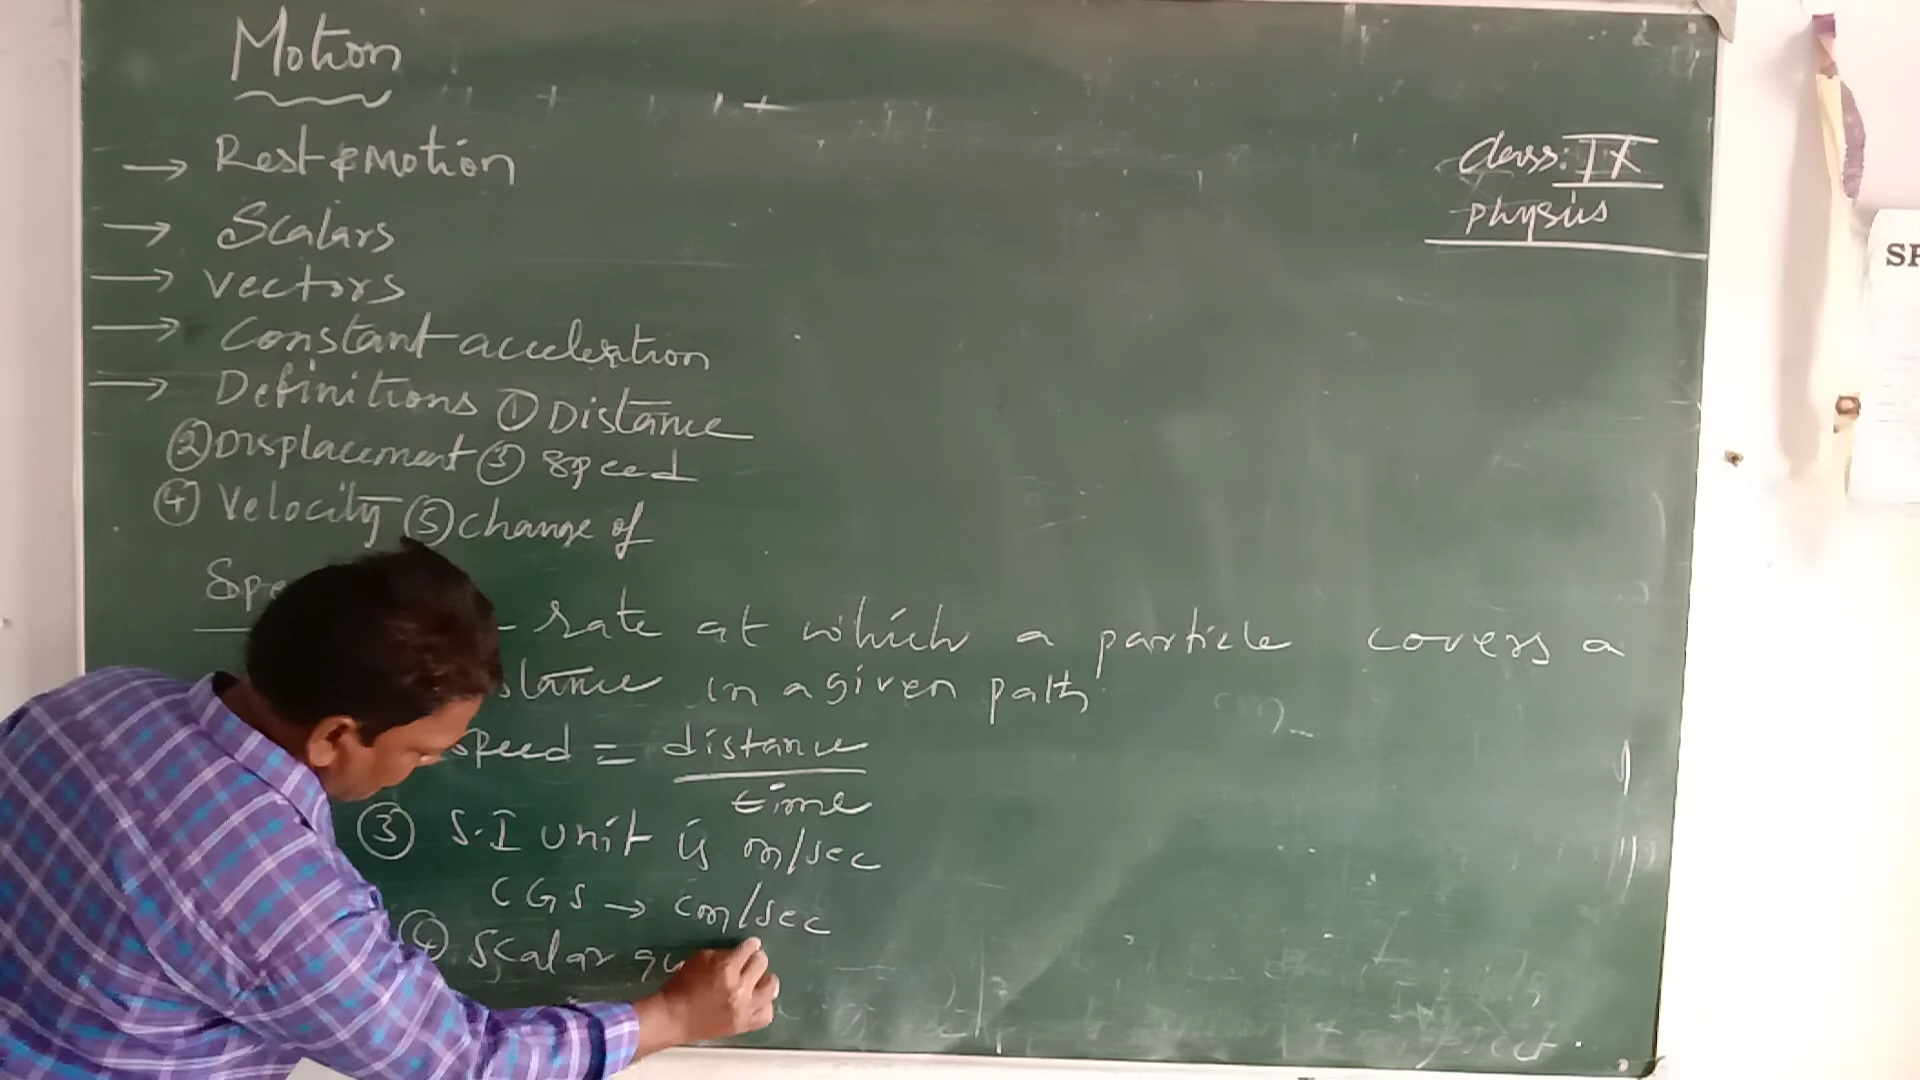 Motion
→ Rest & Motion
→ Scalars
→ vectors
→ Constant acceleration
→ Definitions ① Distance
② Displacement ③ Speed
④ Velocity ⑤ change of
Spe
- rate at which a particle covers a
stance in a given path
speed = distance
time
③ S.I unit is m/sec
CGS → cm/sec
④ Scalar qu
Class: IX
physics
SP